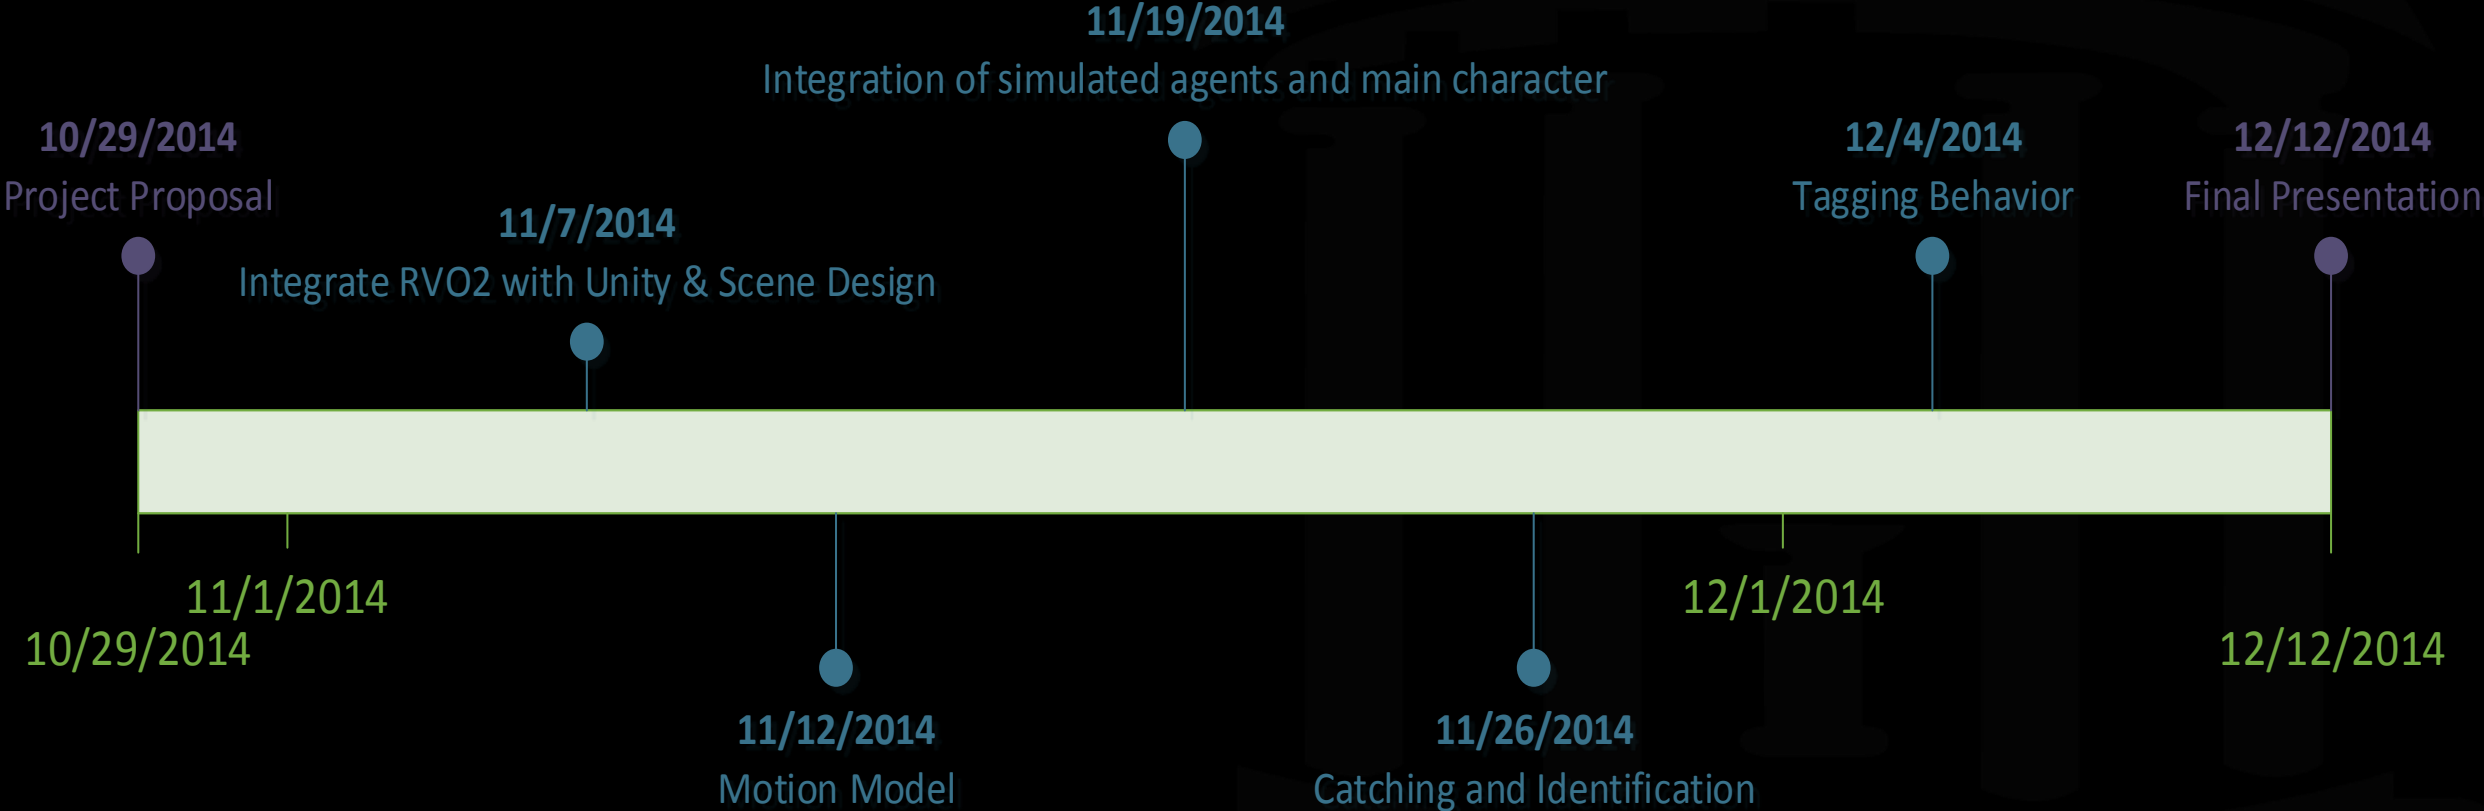 11/19/2014
Integration of simulated agents and main character
10/29/2014
Project Proposal
12/4/2014
Tagging Behavior
12/12/2014
Final Presentation
11/7/2014
Integrate RVO2 with Unity & Scene Design
11/1/2014
12/1/2014
10/29/2014
12/12/2014
11/12/2014
Motion Model
11/26/2014
Catching and Identification